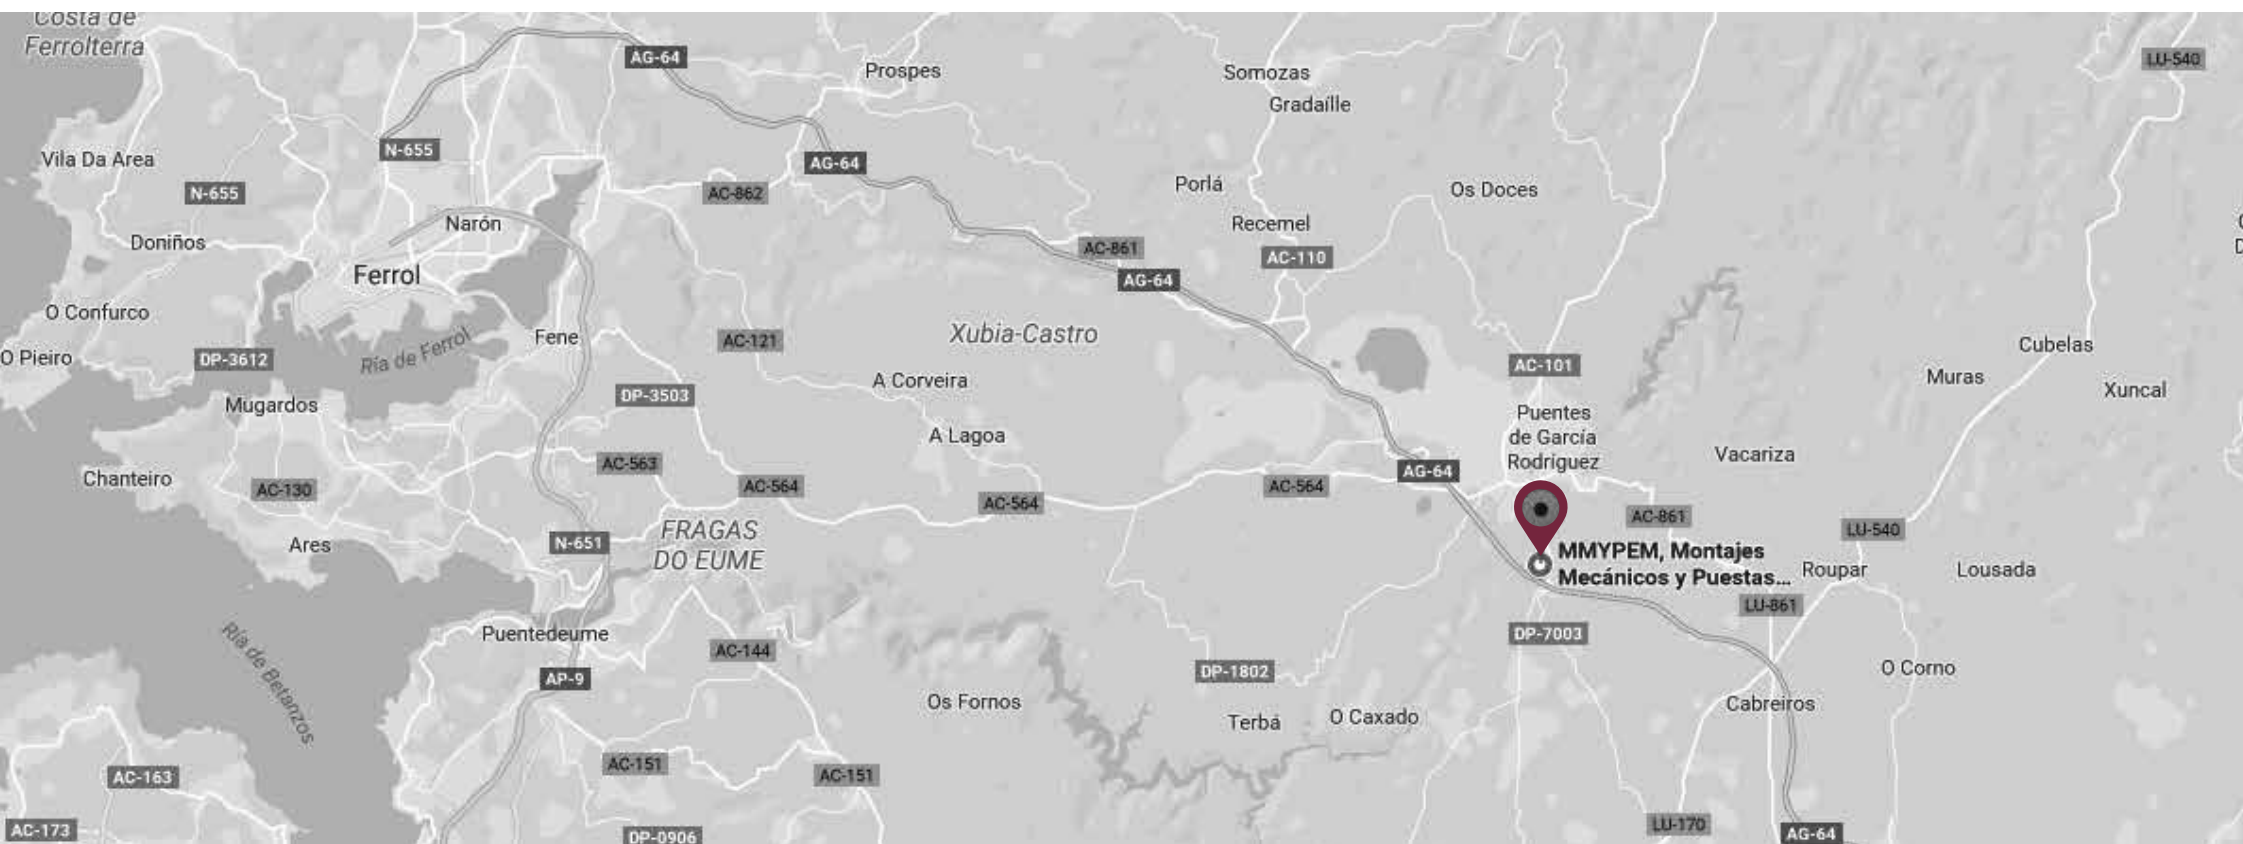 Costa de
Ferrolterra
AG-64
Prospes
Somozas
LU-540
Gradaílle
N-655
Vila Da Area
AG-64
N-655
AC-862
Porlá
Os Doces
Narón
Recemel
Doniños
AC-861
AC-110
Ferrol
AG-64
O Confurco
Xubia-Castro
Fene
AC-121
Ría de Ferrol
Cubelas
O Pieiro
DP-3612
AC-101
A Corveira
Muras
Xuncal
DP-3503
Mugardos
Puentes
de García
Rodríguez
A Lagoa
Vacariza
AC-563
AG-64
Chanteiro
AC-130
AC-564
AC-564
AC-564
AC-861
FRAGAS
DO EUME
LU-540
Ares
N-651
MMYPEM, Montajes
Mecánicos y Puestas...
Roupar
Lousada
LU-861
Puentedeume
DP-7003
AC-144
Ría de Betanzos
DP-1802
O Corno
AP-9
Os Fornos
Cabreiros
Terbá
O Caxado
AC-151
AC-151
AC-163
AC-173
DP-0906
LU-170
AG-64